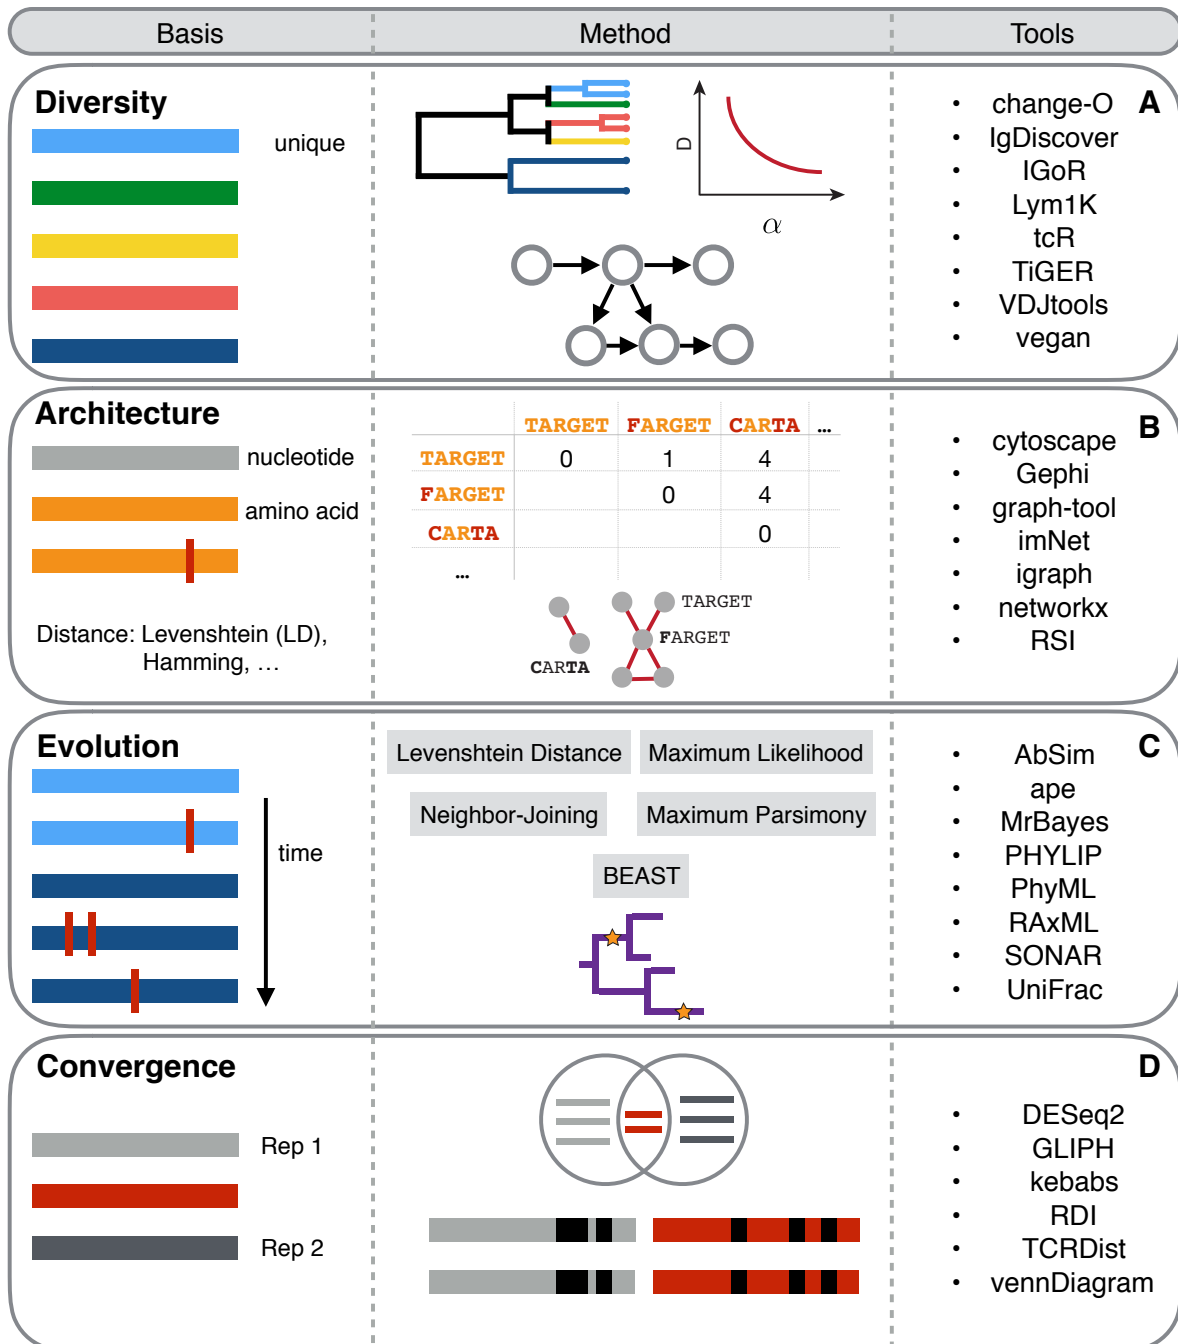 Basis Method Tools
Diversity
A
unique
D
α
• change-O
• IgDiscover
• IGoR
• Lym1K
• tcR
• TiGER
• VDJtools
• vegan
Architecture
B
nucleotide
amino acid
Distance: Levenshtein (LD),
Hamming, …
TARGET FARGET CARTA ...
TARGET 0 1 4
FARGET 0 4
CARTA 0
...
TARGET
FARGET
CARTA
• cytoscape
• Gephi
• graph-tool
• imNet
• igraph
• networkx
• RSI
Evolution
C
time
Levenshtein Distance Maximum Likelihood
Neighbor-Joining Maximum Parsimony
BEAST
• AbSim
• ape
• MrBayes
• PHYLIP
• PhyML
• RAxML
• SONAR
• UniFrac
Convergence
D
Rep 1
Rep 2
• DESeq2
• GLIPH
• kebabs
• RDI
• TCRDist
• vennDiagram